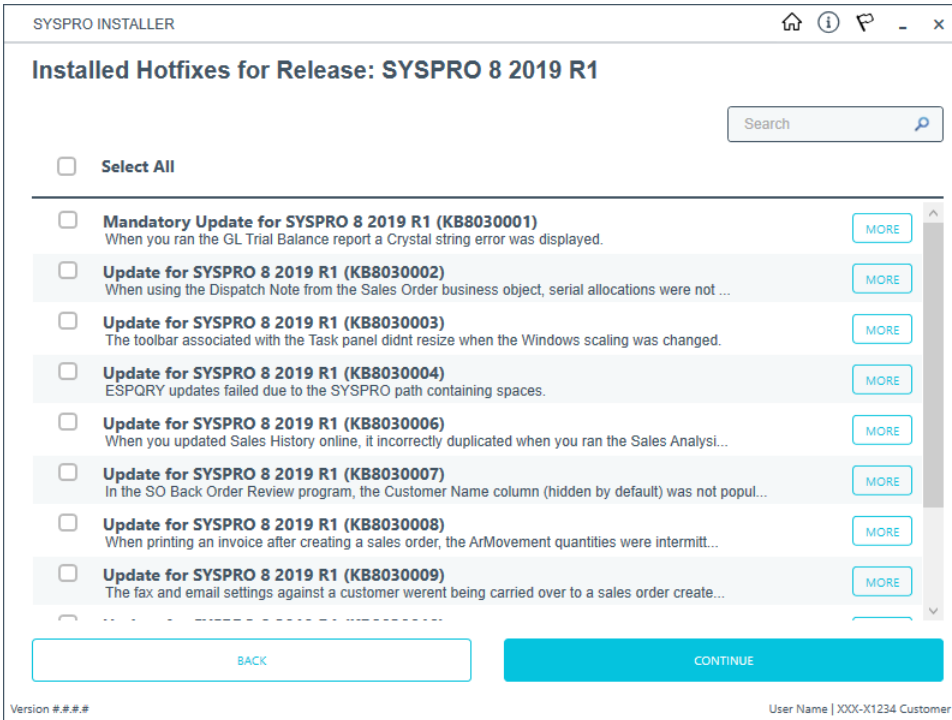 SYSPRO INSTALLER
Installed Hotfixes for Release: SYSPRO 8 2019 R1
Search
Select All
Mandatory Update for SYSPRO 8 2019 R1 (KB8030001)
When you ran the GL Trial Balance report a Crystal string error was displayed.
MORE
Update for SYSPRO 8 2019 R1 (KB8030002)
When using the Dispatch Note from the Sales Order business object, serial allocations were not ...
MORE
Update for SYSPRO 8 2019 R1 (KB8030003)
The toolbar associated with the Task panel didnt resize when the Windows scaling was changed.
MORE
Update for SYSPRO 8 2019 R1 (KB8030004)
ESPQRY updates failed due to the SYSPRO path containing spaces.
MORE
Update for SYSPRO 8 2019 R1 (KB8030006)
When you updated Sales History online, it incorrectly duplicated when you ran the Sales Analysi...
MORE
Update for SYSPRO 8 2019 R1 (KB8030007)
In the SO Back Order Review program, the Customer Name column (hidden by default) was not popul...
MORE
Update for SYSPRO 8 2019 R1 (KB8030008)
When printing an invoice after creating a sales order, the ArMovement quantities were intermitt...
MORE
Update for SYSPRO 8 2019 R1 (KB8030009)
The fax and email settings against a customer werent being carried over to a sales order create...
MORE
BACK
CONTINUE
Version #.#.#.#
User Name | XXX-X1234 Customer